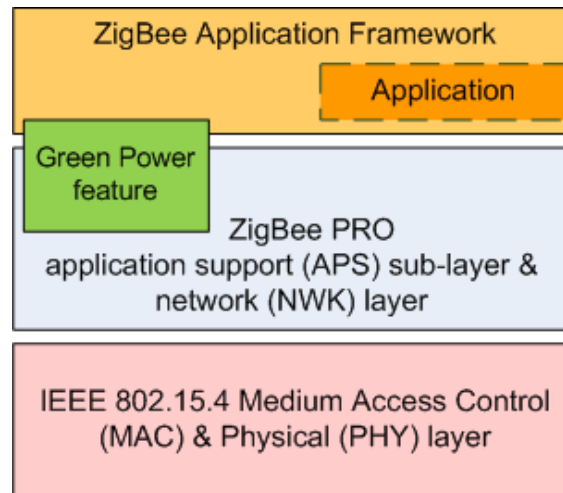 ZigBee Application Framework
Application
Green Power
feature
ZigBee PRO
application support (APS) sub-layer &
network (NWK) layer
IEEE 802.15.4 Medium Access Control
(MAC) & Physical (PHY) layer